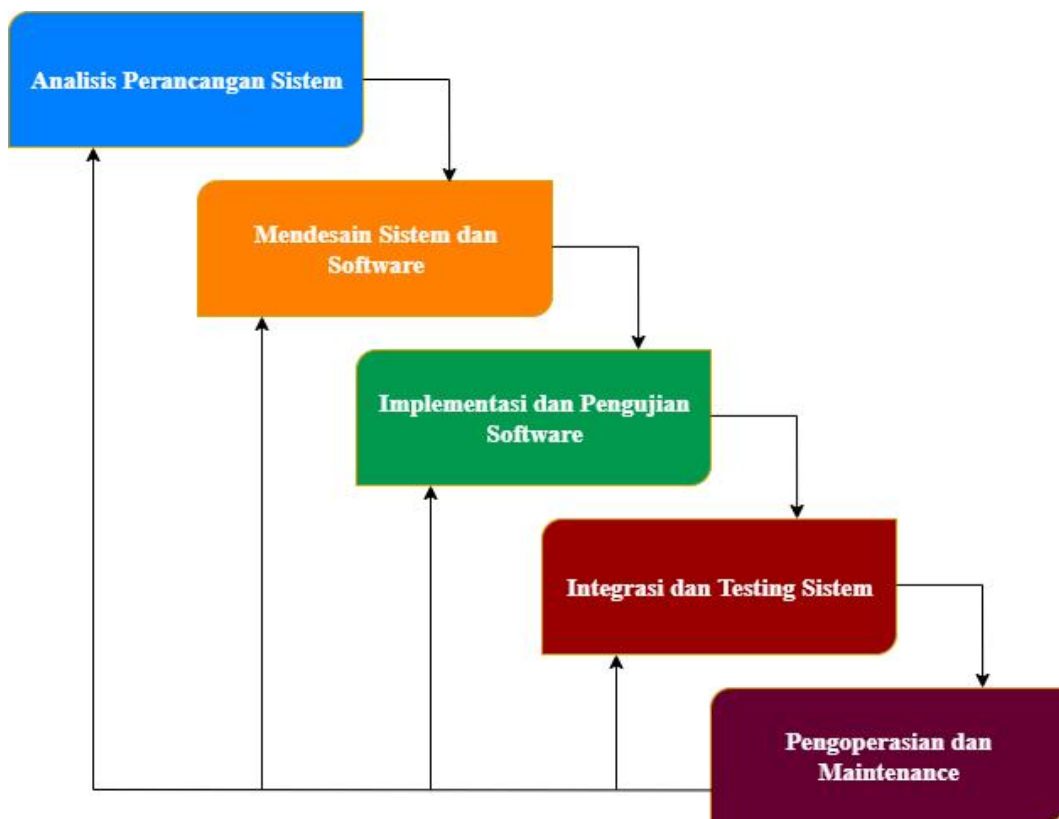 Analisis Perancangan Sistem
Mendesain Sistem dan
Software
Implementasi dan Pengujian
Software
Integrasi dan Testing Sistem
Pengoperasian dan
Maintenance